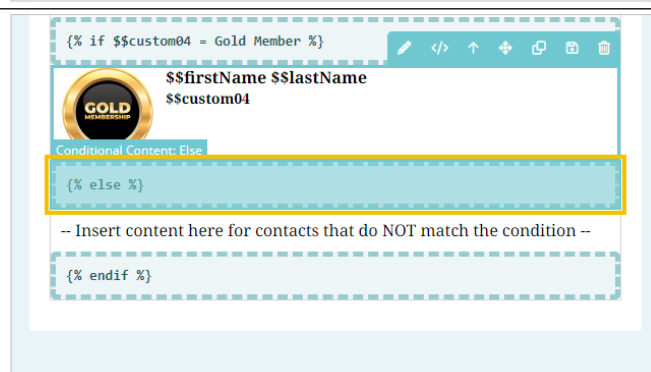 {% if $$custom04 = Gold Member %}
</>
$$firstName $$lastName
$$custom04
GOLD
MEMBERSHIP
Conditional Content: Else
{% else %}
-- Insert content here for contacts that do NOT match the condition --
{% endif %}